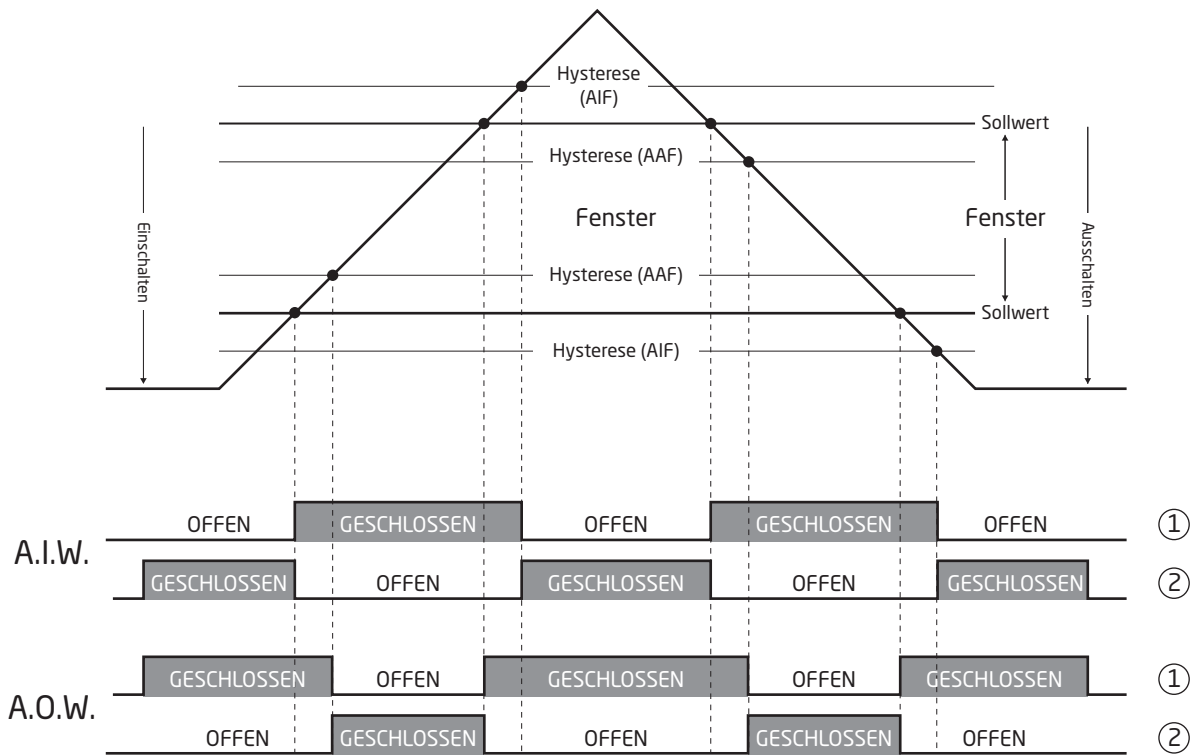 Hysterese
(AIF)
Sollwert
Hysterese (AAF)
Einschalten
Fenster
Fenster
Ausschalten
Hysterese (AAF)
Sollwert
Hysterese (AIF)
A.I.W.
OFFEN GESCHLOSSEN OFFEN GESCHLOSSEN OFFEN ①
GESCHLOSSEN OFFEN GESCHLOSSEN OFFEN GESCHLOSSEN ②
A.O.W.
GESCHLOSSEN OFFEN GESCHLOSSEN OFFEN GESCHLOSSEN ①
OFFEN GESCHLOSSEN OFFEN GESCHLOSSEN OFFEN ②